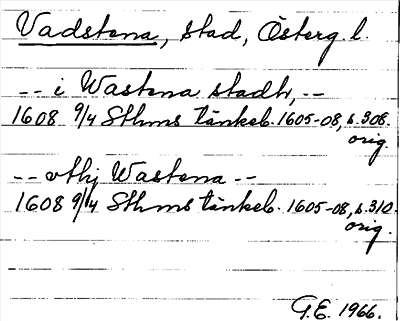 Vadstena, stad, Österg. l.
-- i Wastena stadh, --
1608 9/4 Sthms tänkeb. 1605-08, s. 308.
orig.
-- vthj Wastena --
1608 9/4 Sthms tänkeb. 1605-08, s. 310.
orig.
G.E. 1966.